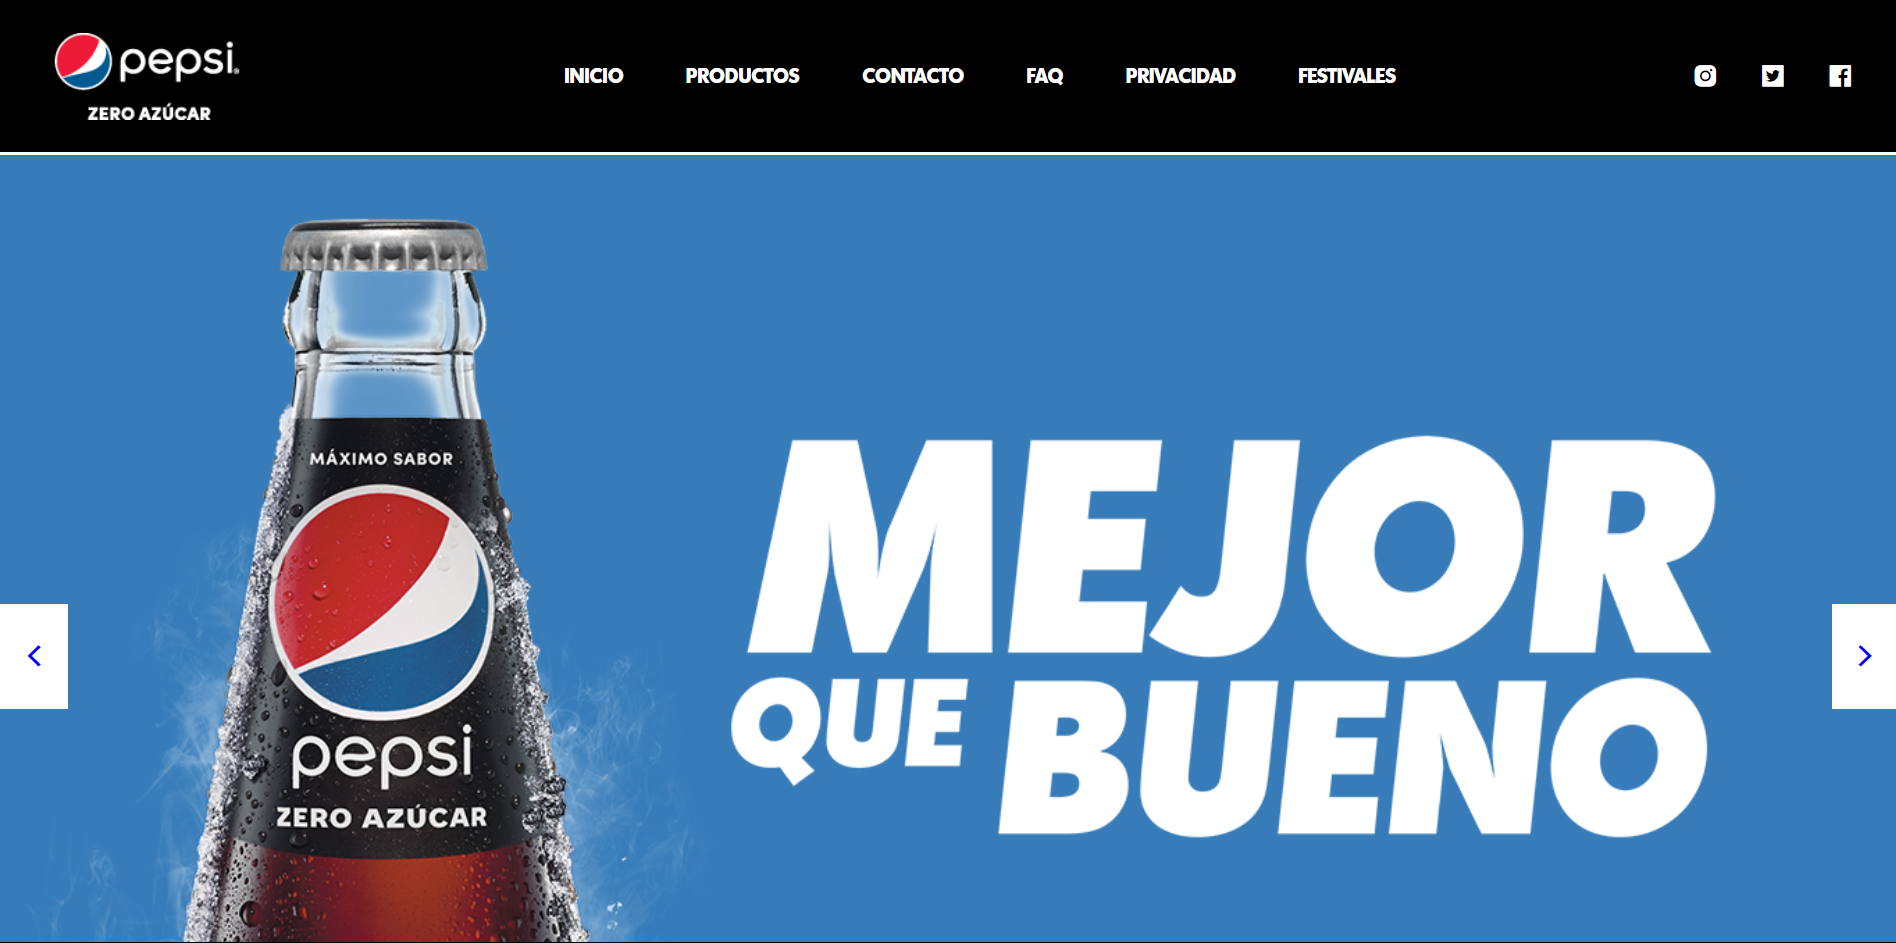 pepsi®
ZERO AZÚCAR
INICIO PRODUCTOS CONTACTO FAQ PRIVACIDAD FESTIVALES
MÁXIMO SABOR
pepsi
ZERO AZÚCAR
MEJOR
QUE BUENO